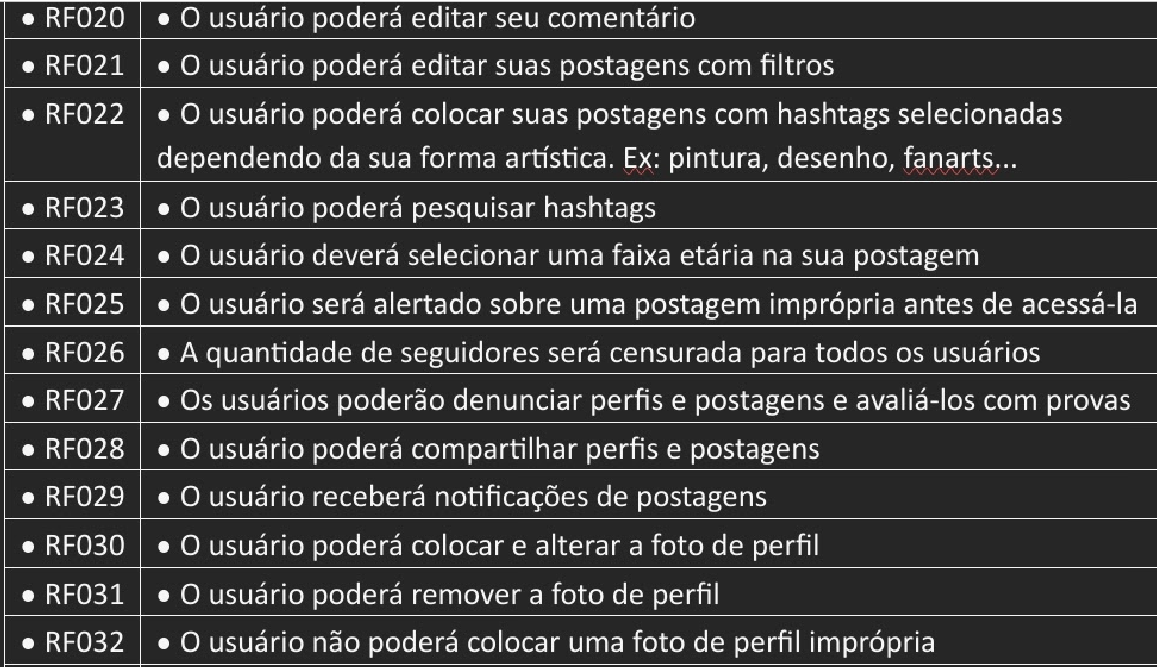 • RF020 • O usuário poderá editar seu comentário
• RF021 • O usuário poderá editar suas postagens com filtros
• RF022 • O usuário poderá colocar suas postagens com hashtags selecionadas
dependendo da sua forma artística. Ex: pintura, desenho, fanarts...
• RF023 • O usuário poderá pesquisar hashtags
• RF024 • O usuário deverá selecionar uma faixa etária na sua postagem
• RF025 • O usuário será alertado sobre uma postagem imprópria antes de acessá-la
• RF026 • A quantidade de seguidores será censurada para todos os usuários
• RF027 • Os usuários poderão denunciar perfis e postagens e avaliá-los com provas
• RF028 • O usuário poderá compartilhar perfis e postagens
• RF029 • O usuário receberá notificações de postagens
• RF030 • O usuário poderá colocar e alterar a foto de perfil
• RF031 • O usuário poderá remover a foto de perfil
• RF032 • O usuário não poderá colocar uma foto de perfil imprópria